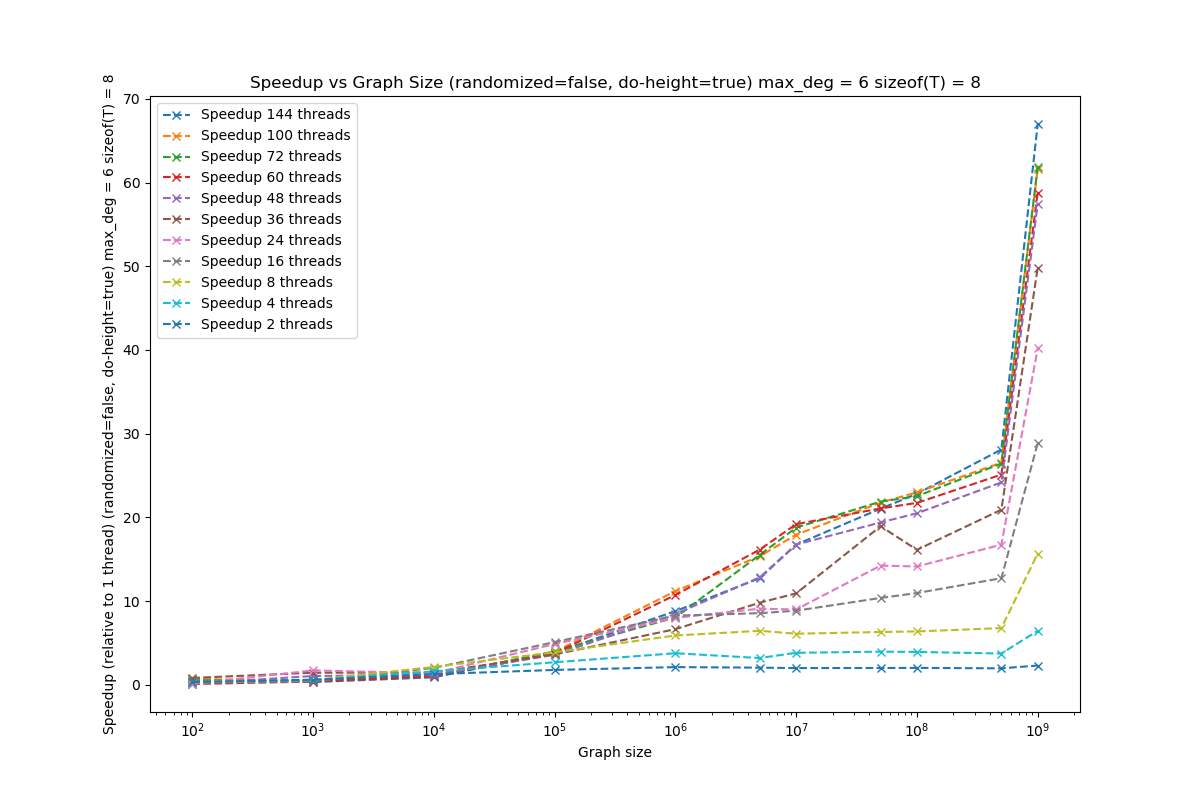 Speedup vs Graph Size (randomized=false, do-height=true) max_deg = 6 sizeof(T) = 8
Speedup (relative to 1 thread) (randomized=false, do-height=true) max_deg = 6 sizeof(T) = 8
70
60
50
40
30
20
10
0
Speedup 144 threads
Speedup 100 threads
Speedup 72 threads
Speedup 60 threads
Speedup 48 threads
Speedup 36 threads
Speedup 24 threads
Speedup 16 threads
Speedup 8 threads
Speedup 4 threads
Speedup 2 threads
10² 10³ 10⁴ 10⁵ 10⁶ 10⁷ 10⁸ 10⁹
Graph size